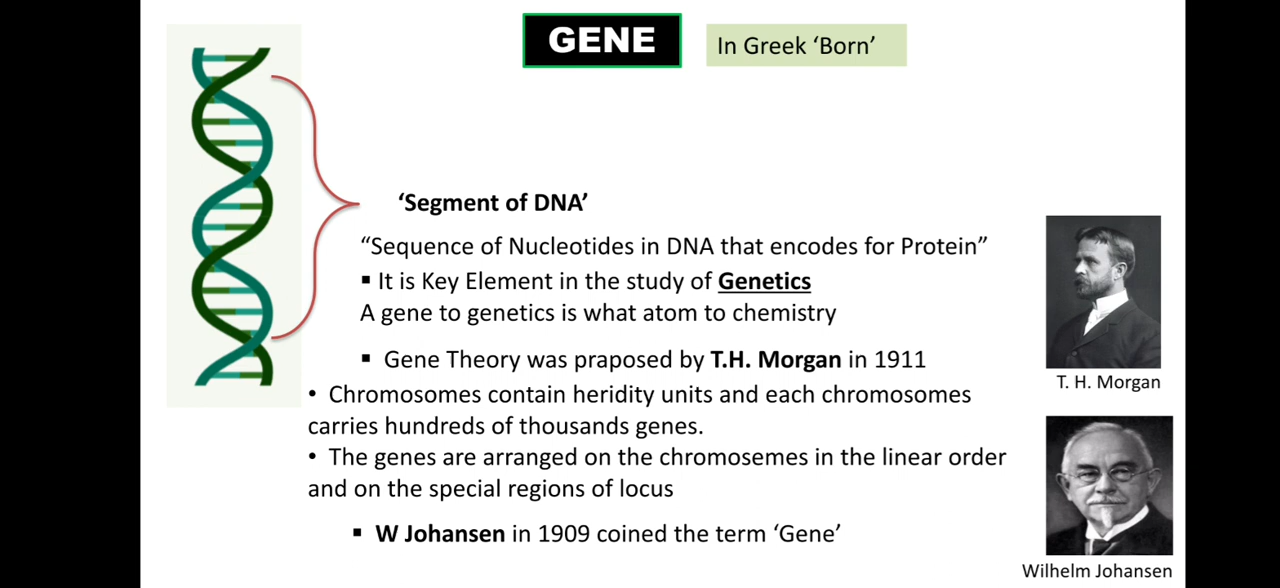 GENE
In Greek ‘Born’
‘Segment of DNA’
“Sequence of Nucleotides in DNA that encodes for Protein”
▪ It is Key Element in the study of Genetics
A gene to genetics is what atom to chemistry
▪ Gene Theory was praposed by T.H. Morgan in 1911
• Chromosomes contain heridity units and each chromosomes
carries hundreds of thousands genes.
• The genes are arranged on the chromosemes in the linear order
and on the special regions of locus
▪ W Johansen in 1909 coined the term ‘Gene’
T. H. Morgan
Wilhelm Johansen